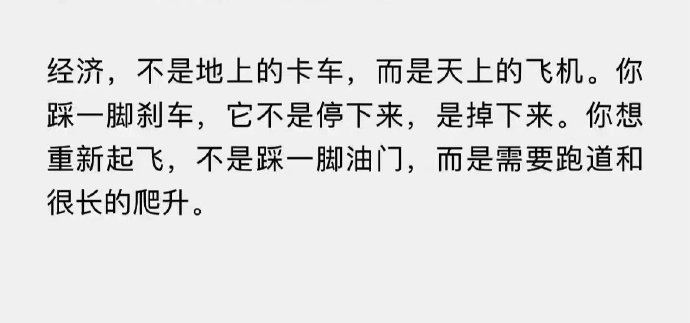 经济，不是地上的卡车，而是天上的飞机。你
踩一脚刹车，它不是停下来，是掉下来。你想
重新起飞，不是踩一脚油门，而是需要跑道和
很长的爬升。